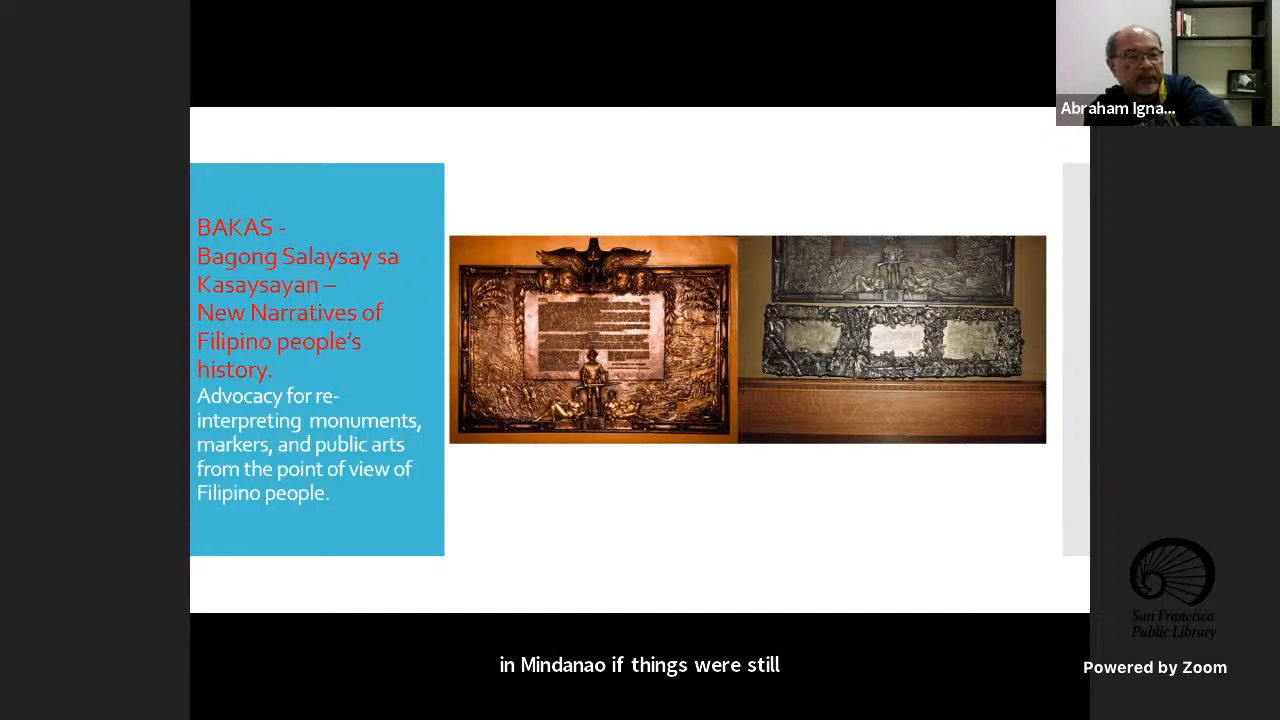 Abraham Igna...
BAKAS -
Bagong Salaysay sa
Kasaysayan –
New Narratives of
Filipino people's
history.
Advocacy for re-
interpreting monuments,
markers, and public arts
from the point of view of
Filipino people.
San Francisco
Public Library
in Mindanao if things were still
Powered by Zoom